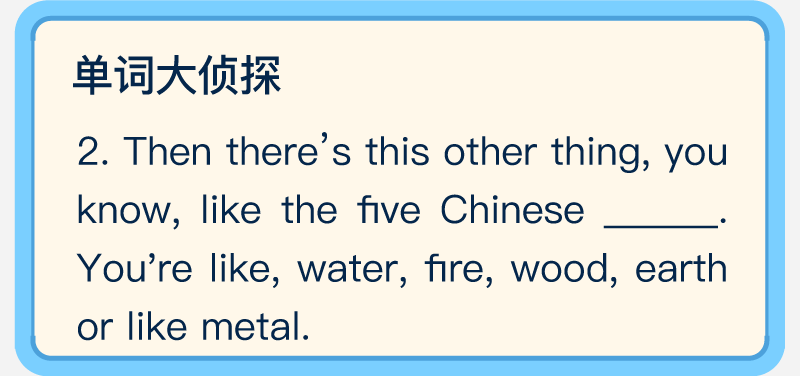 单词大侦探
2. Then there’s this other thing, you
know, like the five Chinese ______.
You’re like, water, fire, wood, earth
or like metal.